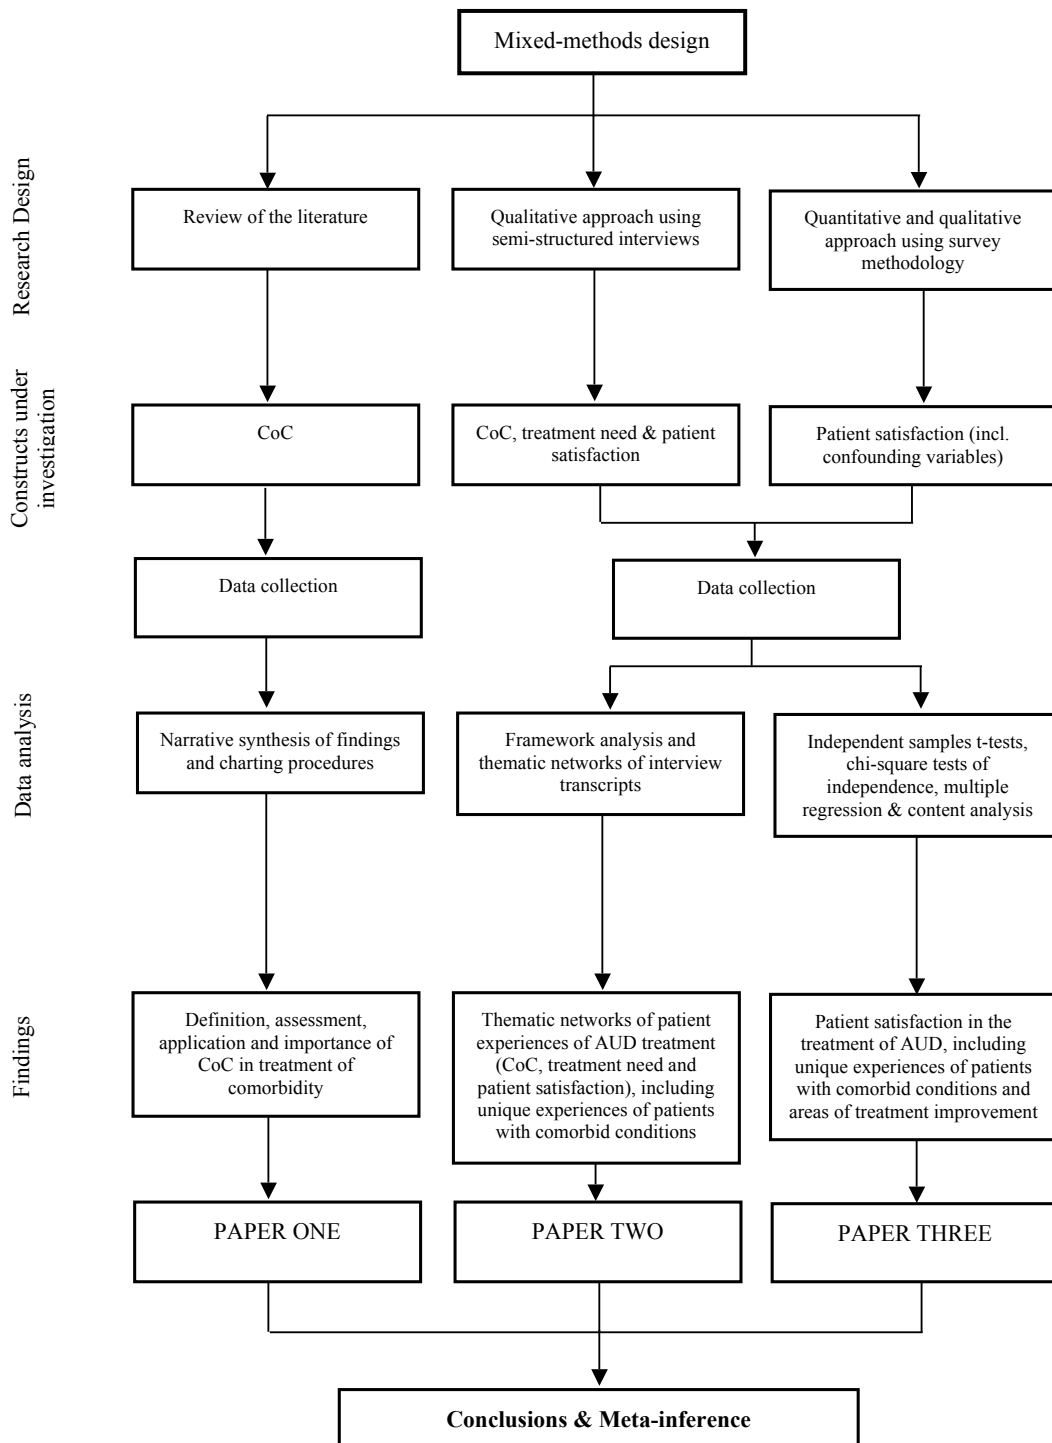 Mixed-methods design
Research Design
Review of the literature
Qualitative approach using
semi-structured interviews
Quantitative and qualitative
approach using survey
methodology
Constructs under
investigation
CoC
CoC, treatment need & patient
satisfaction
Patient satisfaction (incl.
confounding variables)
Data collection
Data collection
Data analysis
Narrative synthesis of findings
and charting procedures
Framework analysis and
thematic networks of interview
transcripts
Independent samples t-tests,
chi-square tests of
independence, multiple
regression & content analysis
Findings
Definition, assessment,
application and importance of
CoC in treatment of
comorbidity
Thematic networks of patient
experiences of AUD treatment
(CoC, treatment need and
patient satisfaction), including
unique experiences of patients
with comorbid conditions
Patient satisfaction in the
treatment of AUD, including
unique experiences of patients
with comorbid conditions and
areas of treatment improvement
PAPER ONE
PAPER TWO
PAPER THREE
Conclusions & Meta-inference